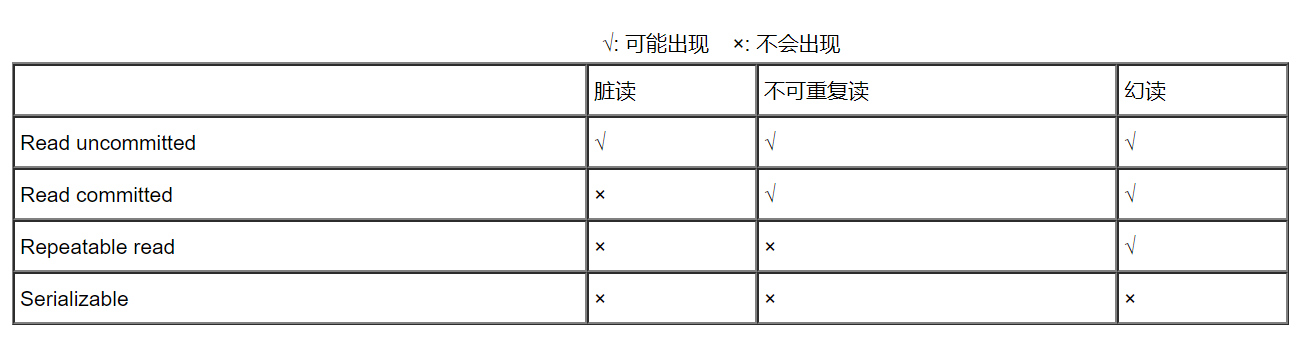 √: 可能出现 ×: 不会出现
脏读 不可重复读 幻读
Read uncommitted √ √ √
Read committed × √ √
Repeatable read × × √
Serializable × × ×